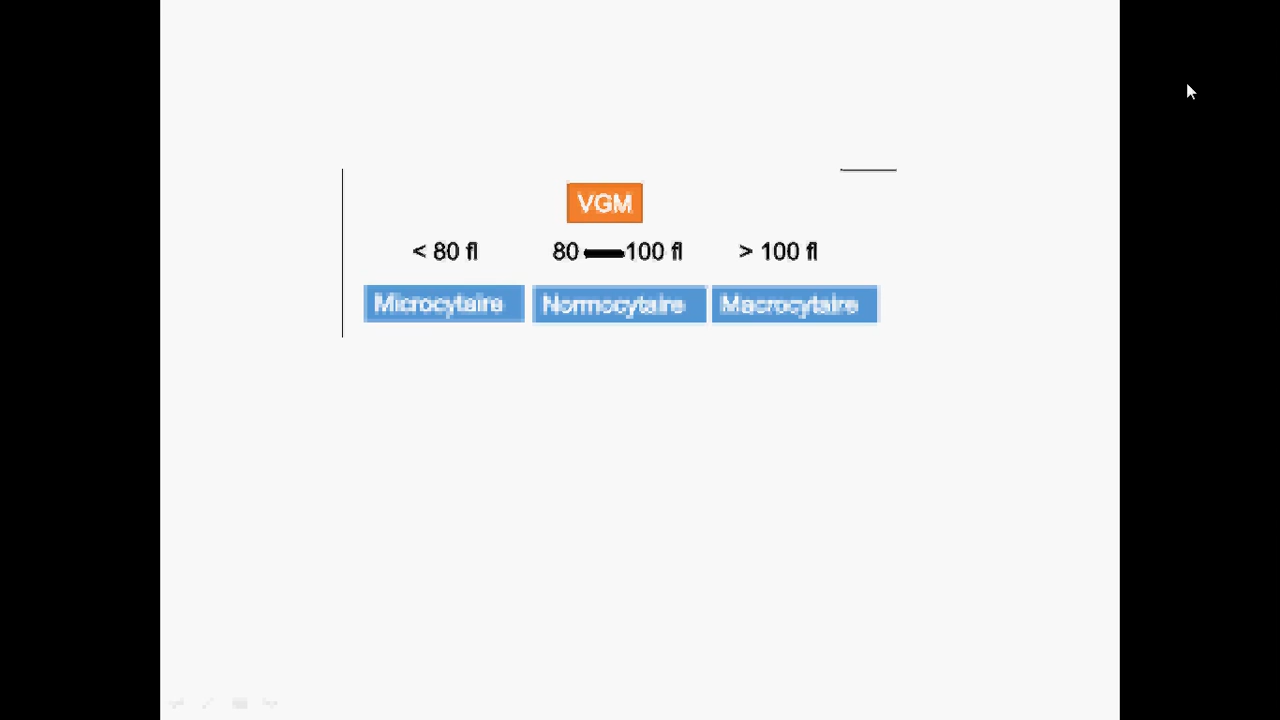 VGM
< 80 fl 80 — 100 fl > 100 fl
Microcytaire Normocytaire Macrocytaire